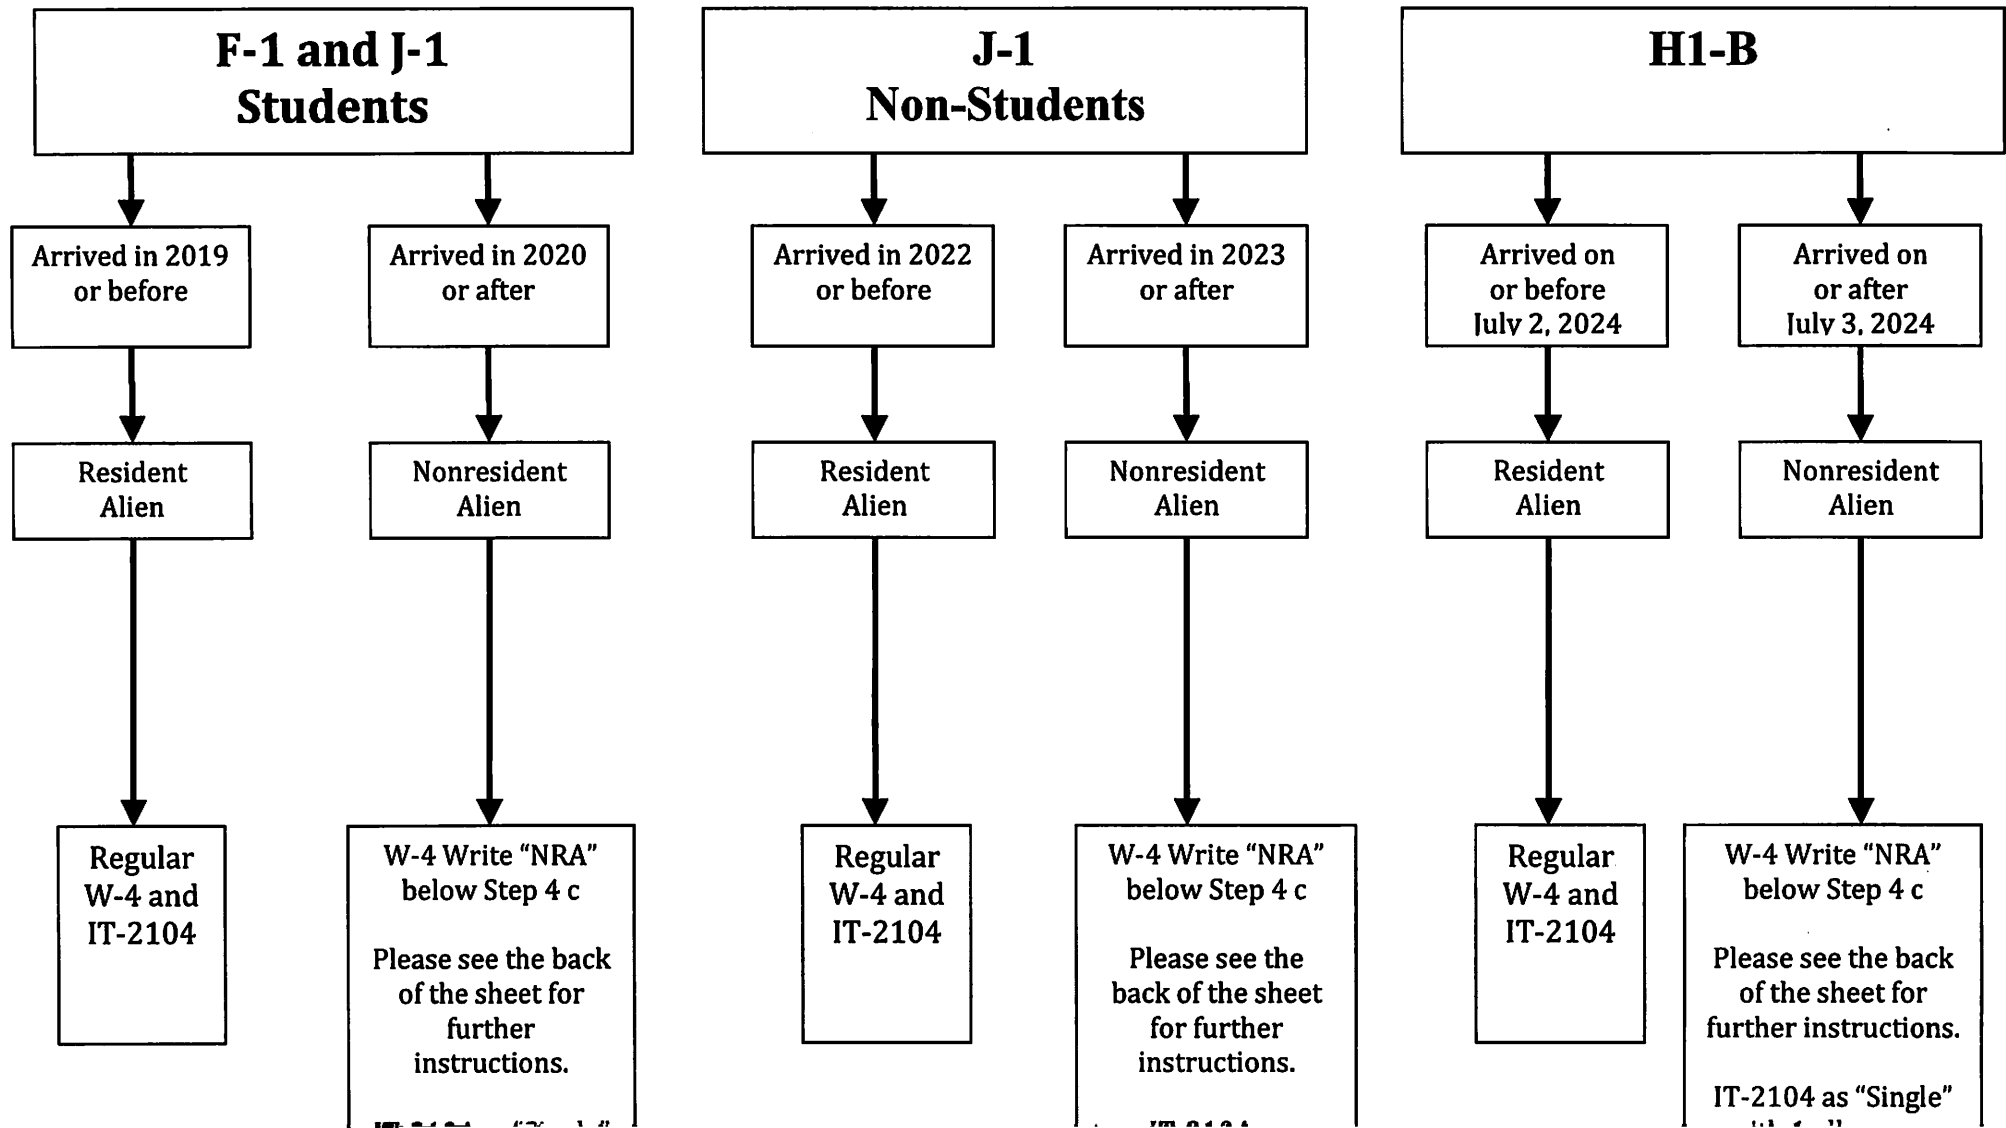 F-1 and J-1
Students
Arrived in 2019
or before
Resident
Alien
Regular
W-4 and
IT-2104
Arrived in 2020
or after
Nonresident
Alien
W-4 Write “NRA”
below Step 4 c
Please see the back
of the sheet for
further
instructions.
J-1
Non-Students
Arrived in 2022
or before
Resident
Alien
Regular
W-4 and
IT-2104
Arrived in 2023
or after
Nonresident
Alien
W-4 Write “NRA”
below Step 4 c
Please see the
back of the sheet
for further
instructions.
H1-B
Arrived on
or before
July 2, 2024
Resident
Alien
Regular
W-4 and
IT-2104
Arrived on
or after
July 3, 2024
Nonresident
Alien
W-4 Write “NRA”
below Step 4 c
Please see the back
of the sheet for
further instructions.
IT-2104 as “Single”